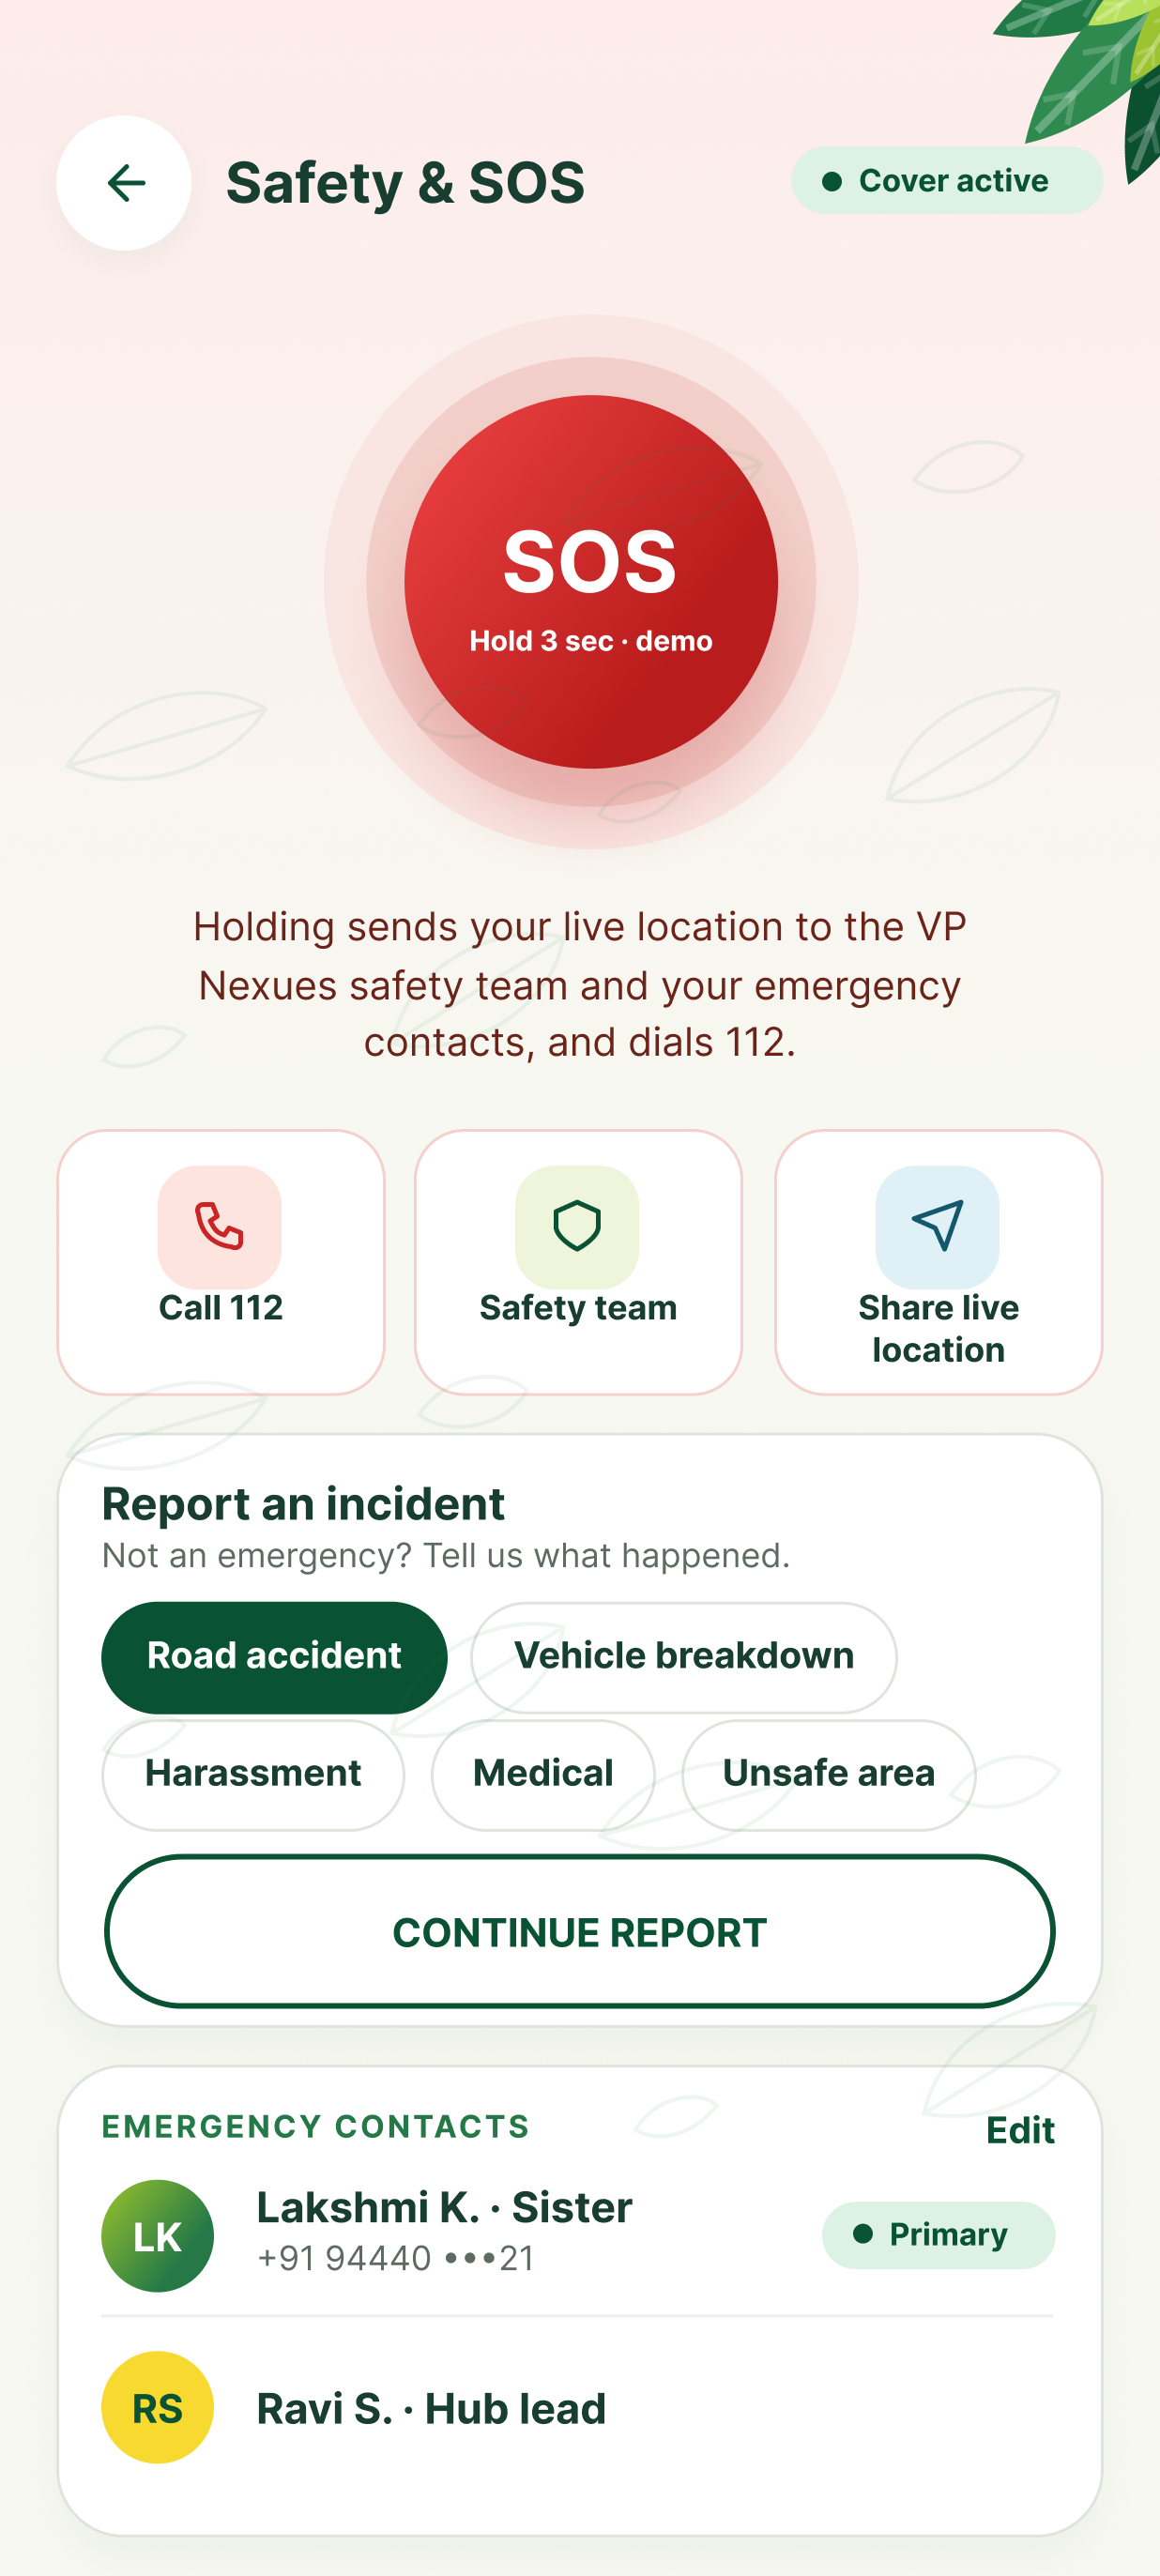 Safety & SOS
Cover active
SOS
Hold 3 sec · demo
Holding sends your live location to the VP
Nexues safety team and your emergency
contacts, and dials 112.
Call 112
Safety team
Share live
location
Report an incident
Not an emergency? Tell us what happened.
Road accident
Vehicle breakdown
Harassment
Medical
Unsafe area
CONTINUE REPORT
EMERGENCY CONTACTS
Edit
LK
Lakshmi K. · Sister
+91 94440 •••21
Primary
RS
Ravi S. · Hub lead